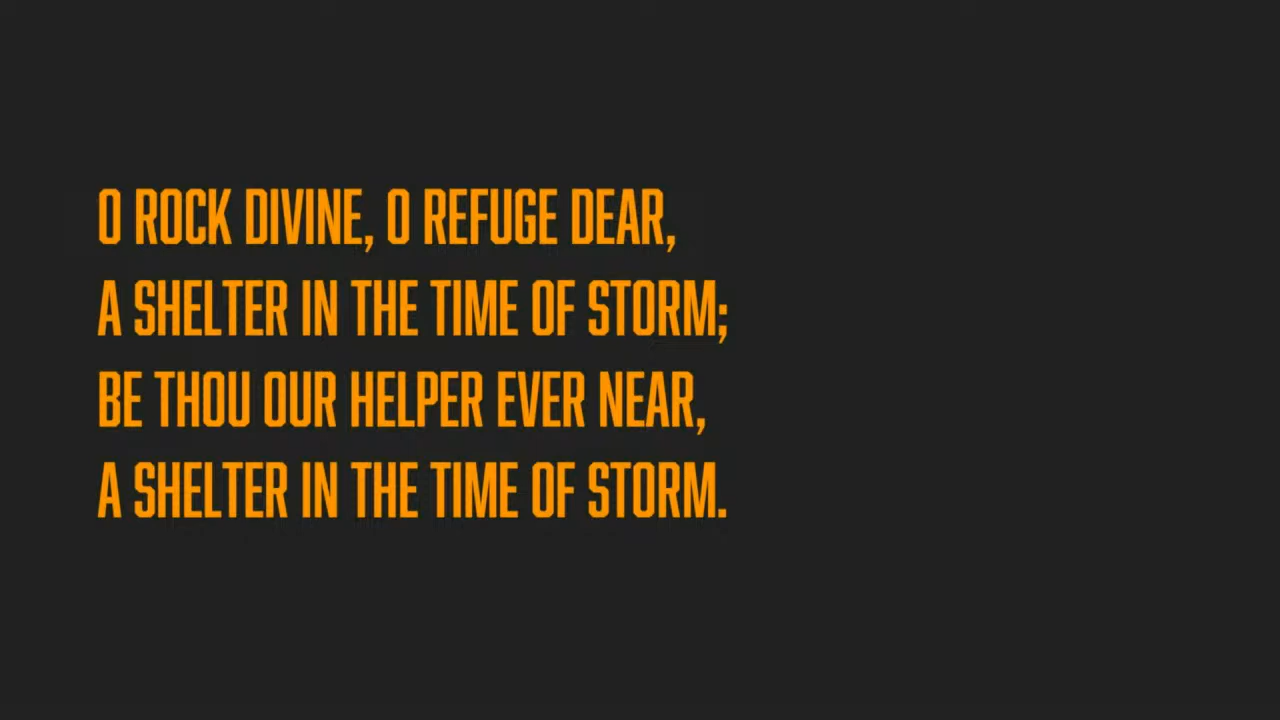 O ROCK DIVINE, O REFUGE DEAR,
A SHELTER IN THE TIME OF STORM;
BE THOU OUR HELPER EVER NEAR,
A SHELTER IN THE TIME OF STORM.